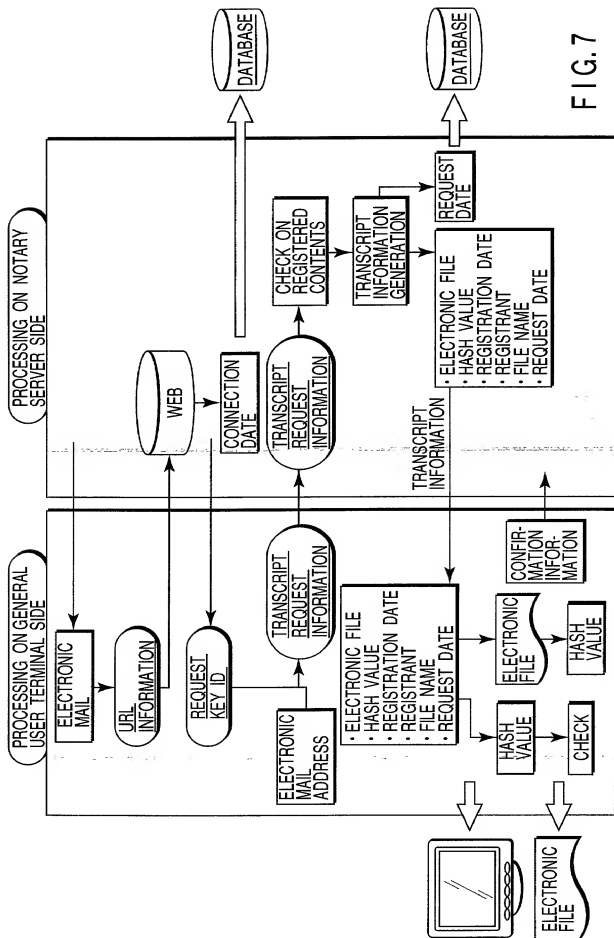 PROCESSING ON GENERAL
USER TERMINAL SIDE
ELECTRONIC
MAIL
URL
INFORMATION
REQUEST
KEY ID
ELECTRONIC
MAIL ADDRESS
TRANSCRIPT
REQUEST
INFORMATION
· ELECTRONIC FILE
· HASH VALUE
· REGISTRATION DATE
· REGISTRANT
· FILE NAME
· REQUEST DATE
HASH
VALUE
CHECK
ELECTRONIC
FILE
HASH
VALUE
CONFIR-
MATION
INFOR-
MATION
ELECTRONIC
FILE
PROCESSING ON NOTARY
SERVER SIDE
WEB
CONNECTION
DATE
TRANSCRIPT
REQUEST
INFORMATION
CHECK ON
REGISTERED
CONTENTS
TRANSCRIPT
INFORMATION
GENERATION
REQUEST
DATE
· ELECTRONIC FILE
· HASH VALUE
· REGISTRATION DATE
· REGISTRANT
· FILE NAME
· REQUEST DATE
TRANSCRIPT
INFORMATION
DATABASE
DATABASE
FIG. 7